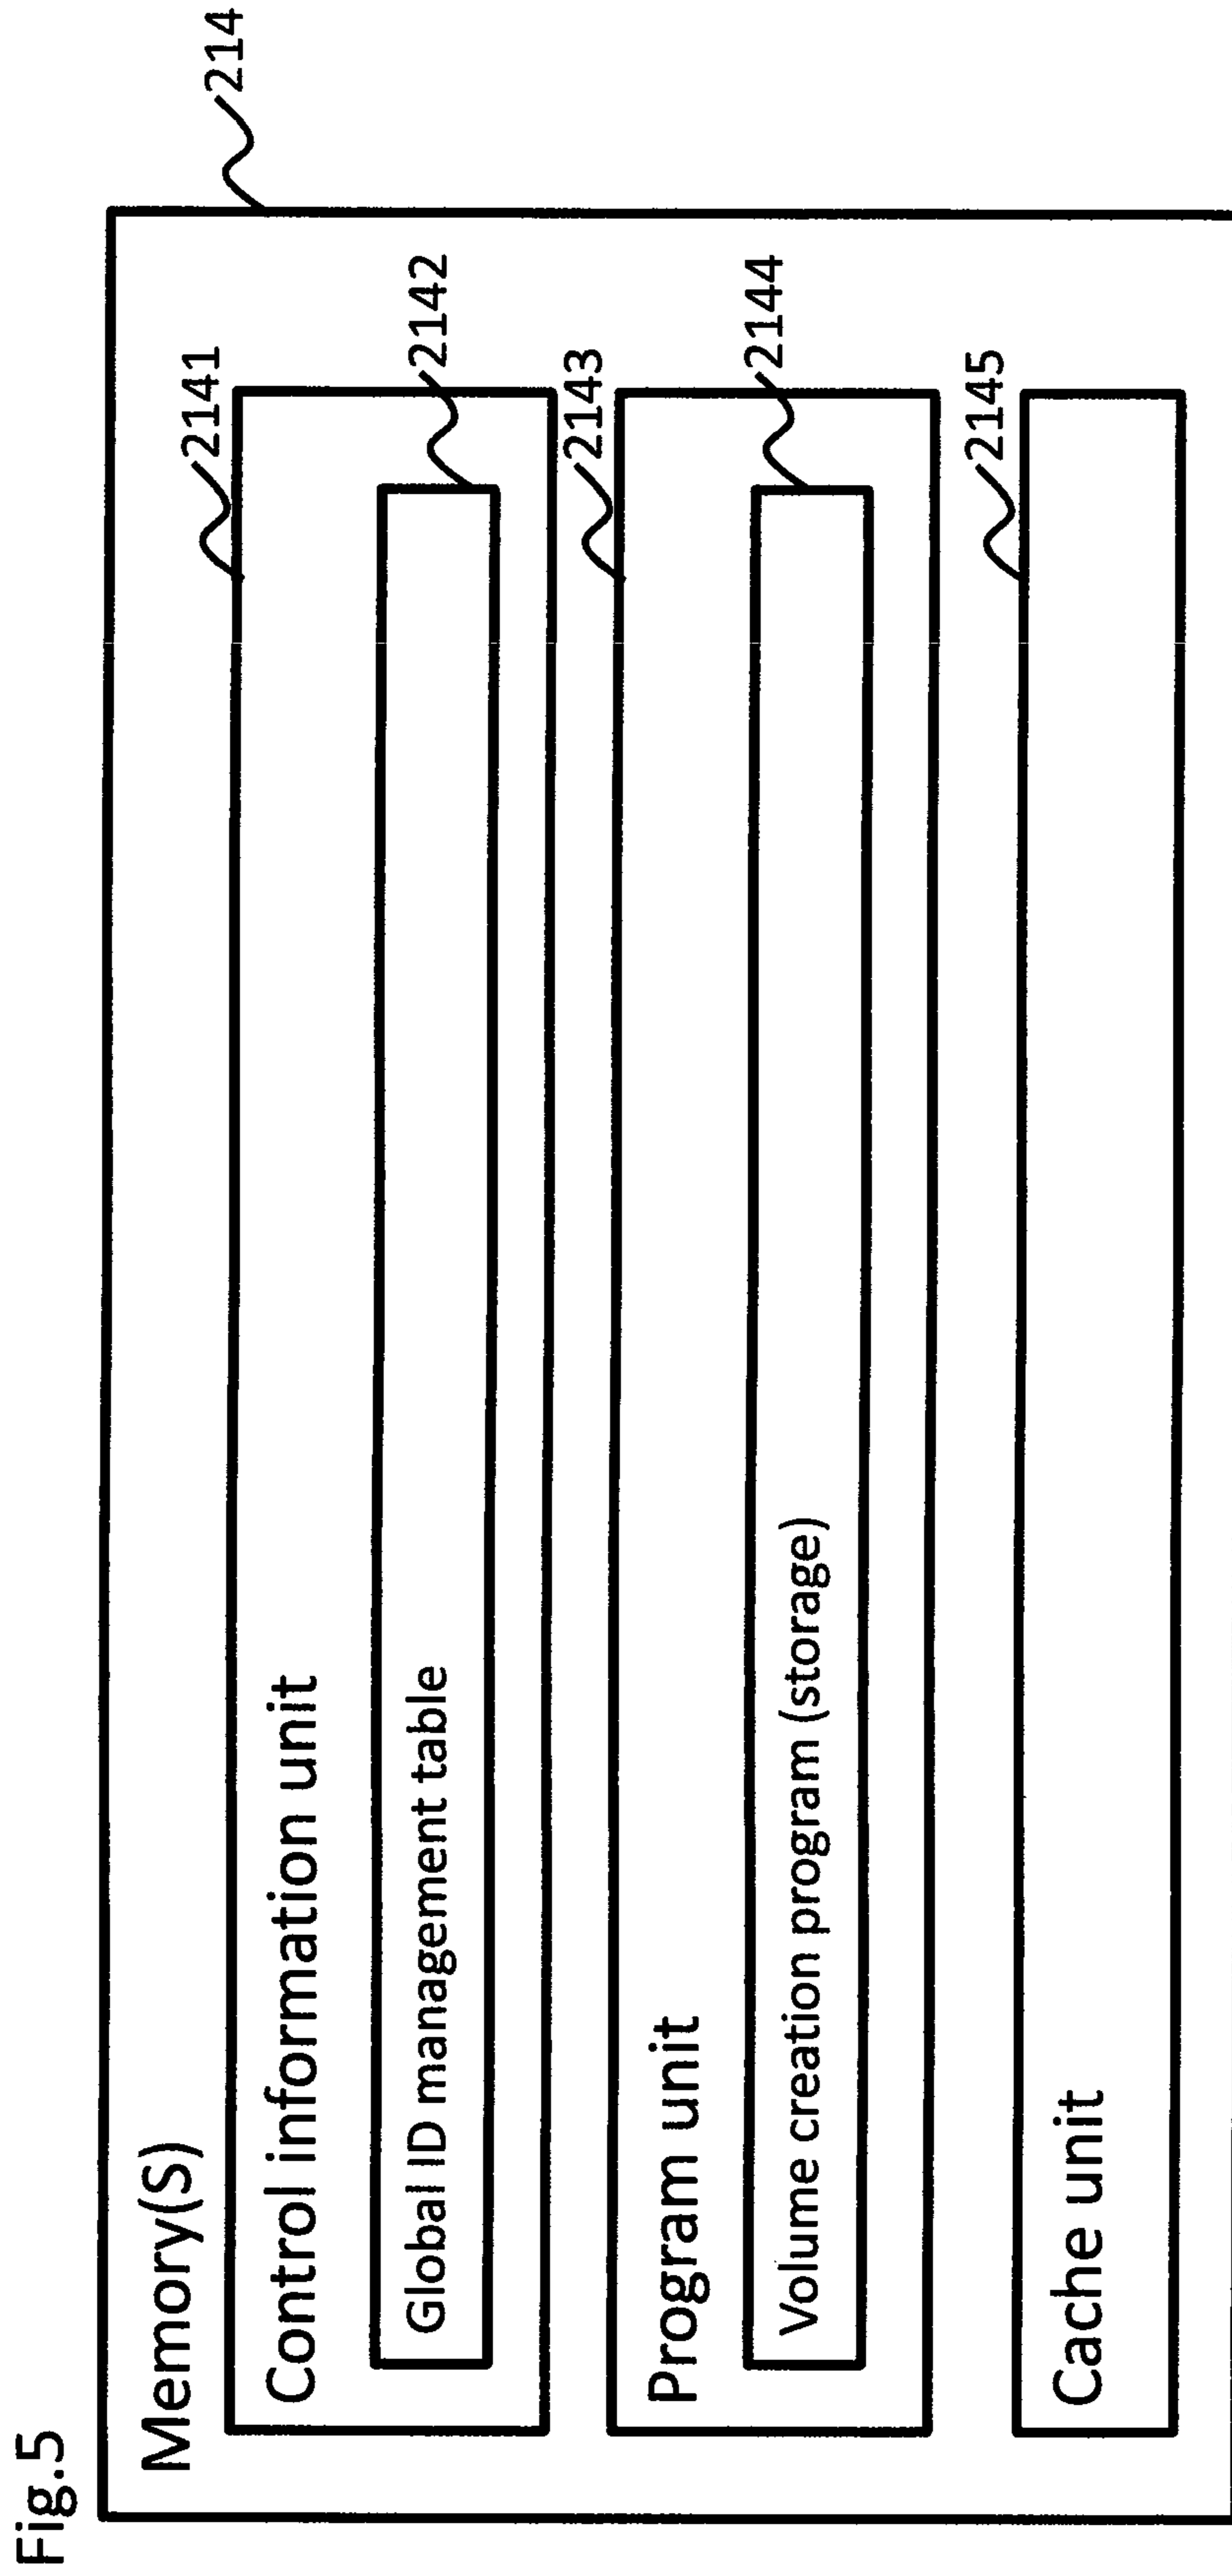 Fig.5
214
Memory(S)
2141
Control information unit
2142
Global ID management table
2143
Program unit
2144
Volume creation program (storage)
2145
Cache unit